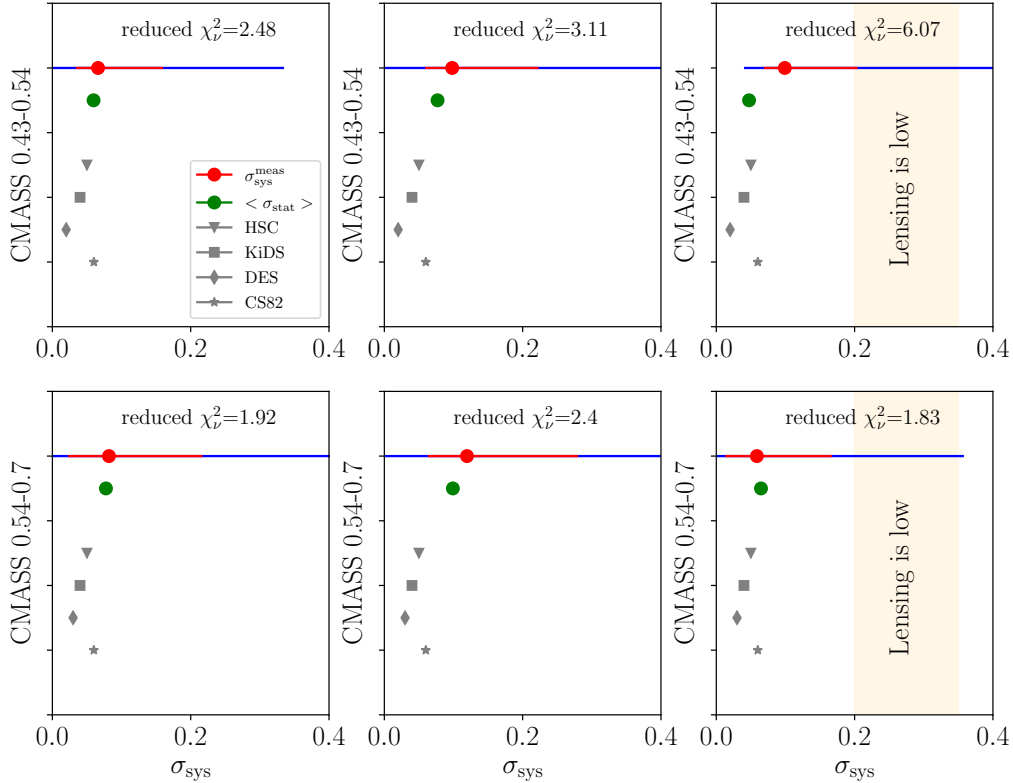 reduced χ²_ν=2.48
CMASS 0.43-0.54
σ_sys^meas
< σ_stat >
HSC
KiDS
DES
CS82
0.0 0.2 0.4
reduced χ²_ν=3.11
CMASS 0.43-0.54
0.0 0.2 0.4
reduced χ²_ν=6.07
CMASS 0.43-0.54
Lensing is low
0.0 0.2 0.4
reduced χ²_ν=1.92
CMASS 0.54-0.7
0.0 0.2 0.4
σ_sys
reduced χ²_ν=2.4
CMASS 0.54-0.7
0.0 0.2 0.4
σ_sys
reduced χ²_ν=1.83
CMASS 0.54-0.7
Lensing is low
0.0 0.2 0.4
σ_sys